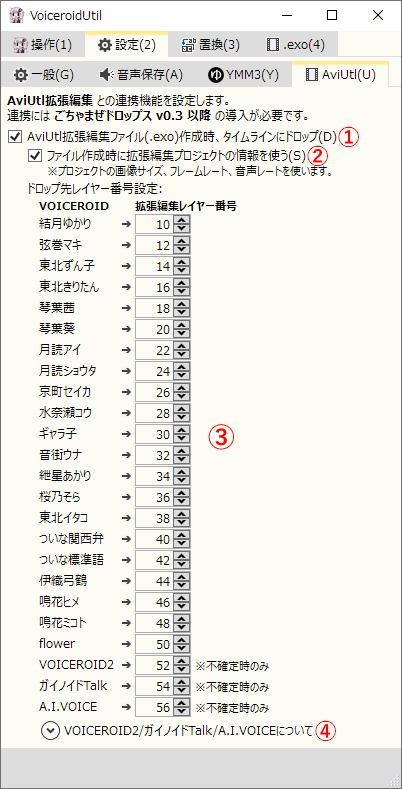 VoiceroidUtil
操作(1) 設定(2) 置換(3) .exo(4)
一般(G) 音声保存(A) YMM3(Y) AviUtl(U)
AviUtl拡張編集 との連携機能を設定します。
連携には ごちゃまぜドロップス v0.3 以降 の導入が必要です。
AviUtl拡張編集ファイル(.exo)作成時、タイムラインにドロップ(D) ①
ファイル作成時に拡張編集プロジェクトの情報を使う(S) ②
※プロジェクトの画像サイズ、フレームレート、音声レートを使います。
ドロップ先レイヤー番号設定:
VOICEROID 拡張編集レイヤー番号
結月ゆかり ➔ 10
弦巻マキ ➔ 12
東北ずん子 ➔ 14
東北きりたん ➔ 16
琴葉茜 ➔ 18
琴葉葵 ➔ 20
月読アイ ➔ 22
月読ショウタ ➔ 24
京町セイカ ➔ 26
水奈瀬コウ ➔ 28
ギャラ子 ➔ 30 ③
音街ウナ ➔ 32
紲星あかり ➔ 34
桜乃そら ➔ 36
東北イタコ ➔ 38
ついな関西弁 ➔ 40
ついな標準語 ➔ 42
伊織弓鶴 ➔ 44
鳴花ヒメ ➔ 46
鳴花ミコト ➔ 48
flower ➔ 50
VOICEROID2 ➔ 52 ※不確定時のみ
ガイノイドTalk ➔ 54 ※不確定時のみ
A.I.VOICE ➔ 56 ※不確定時のみ
VOICEROID2/ガイノイドTalk/A.I.VOICEについて ④